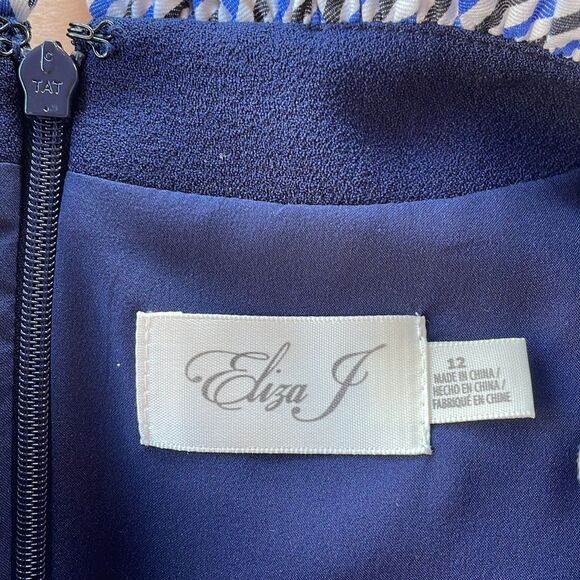 TAT
Eliza J
12
MADE IN CHINA /
HECHO EN CHINA /
FABRIQUÉ EN CHINE